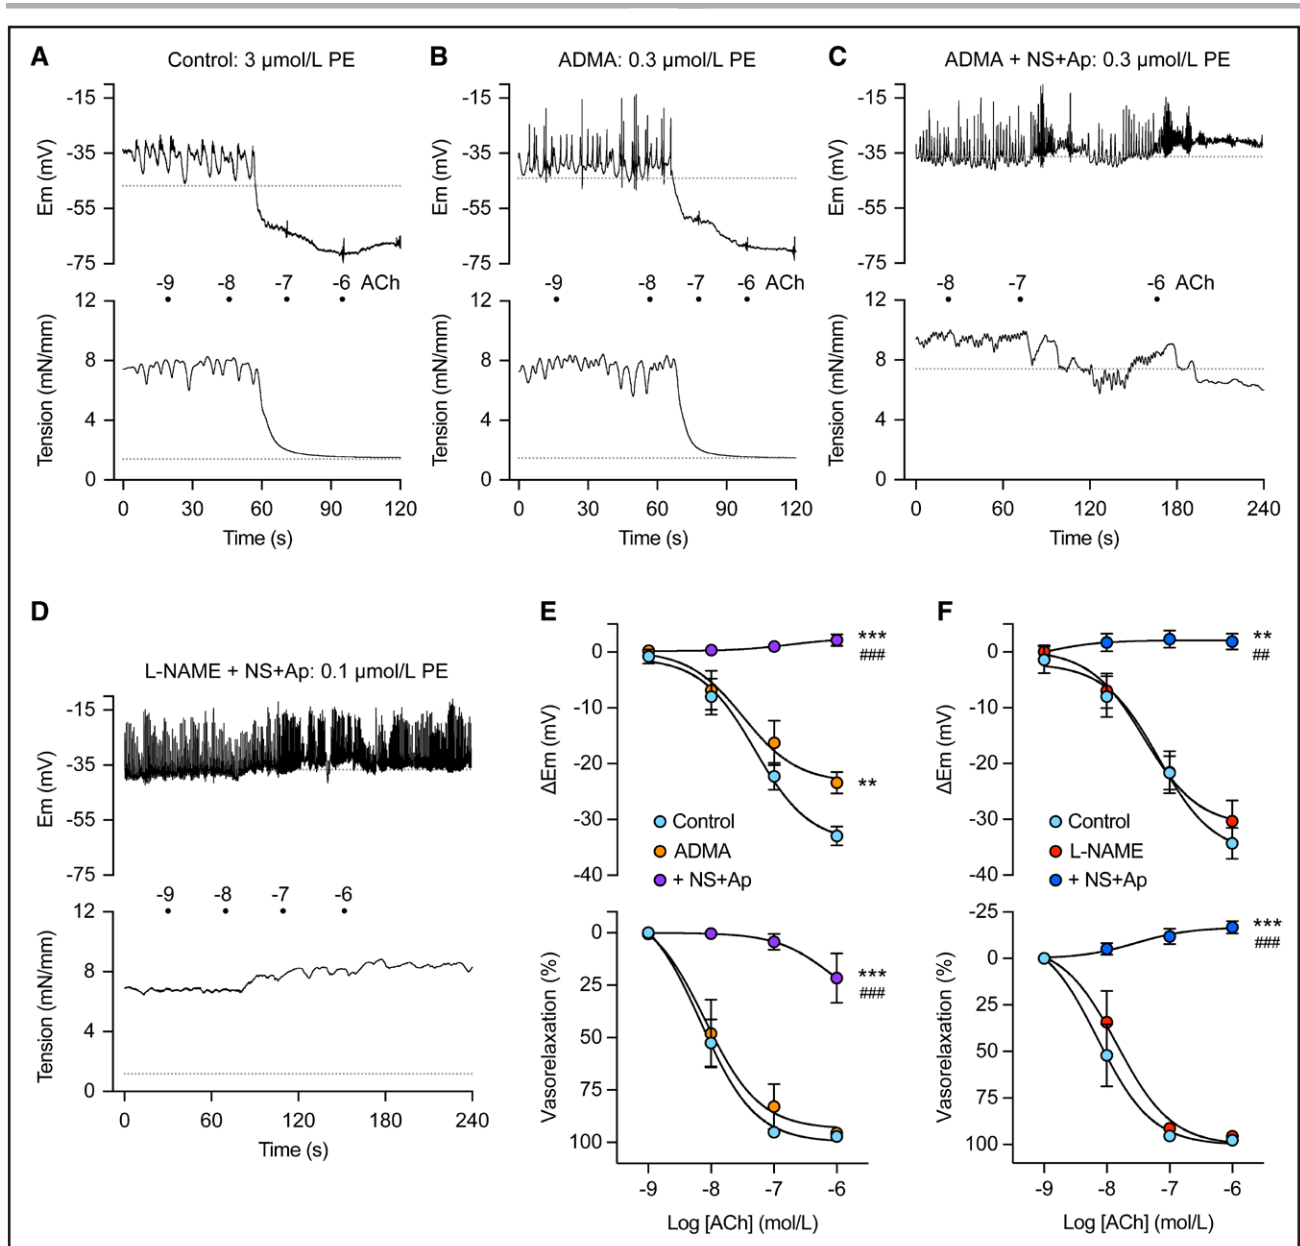 A
Control: 3 µmol/L PE
-15
-35
-55
-75
Em (mV)
-9 -8 -7 -6 ACh
12
8
4
0
Tension (mN/mm)
0 30 60 90 120
Time (s)
B
ADMA: 0.3 µmol/L PE
-15
-35
-55
-75
Em (mV)
-9 -8 -7 -6 ACh
12
8
4
0
Tension (mN/mm)
0 30 60 90 120
Time (s)
C
ADMA + NS+Ap: 0.3 µmol/L PE
-15
-35
-55
-75
Em (mV)
-8 -7 -6 ACh
12
8
4
0
Tension (mN/mm)
0 60 120 180 240
Time (s)
D
L-NAME + NS+Ap: 0.1 µmol/L PE
-15
-35
-55
-75
Em (mV)
-9 -8 -7 -6
12
8
4
0
Tension (mN/mm)
0 60 120 180 240
Time (s)
E
0
-10
-20
-30
-40
ΔEm (mV)
***
###
**
Control
ADMA
+ NS+Ap
0
25
50
75
100
Vasorelaxation (%)
***
###
-9 -8 -7 -6
Log [ACh] (mol/L)
F
0
-10
-20
-30
-40
ΔEm (mV)
**
##
Control
L-NAME
+ NS+Ap
-25
0
25
50
75
100
Vasorelaxation (%)
***
###
-9 -8 -7 -6
Log [ACh] (mol/L)